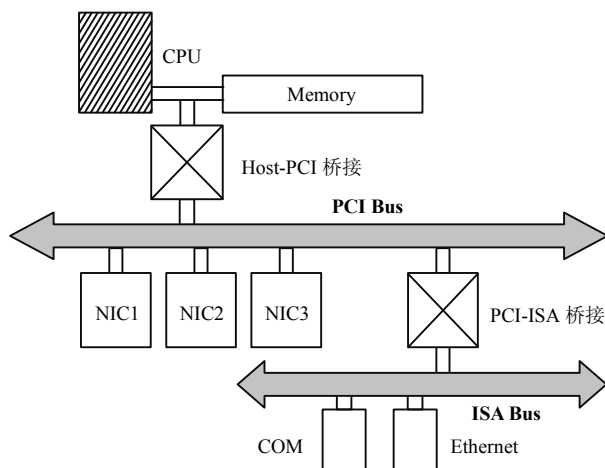 CPU
Memory
Host-PCI 桥接
PCI Bus
NIC1
NIC2
NIC3
PCI-ISA 桥接
ISA Bus
COM
Ethernet